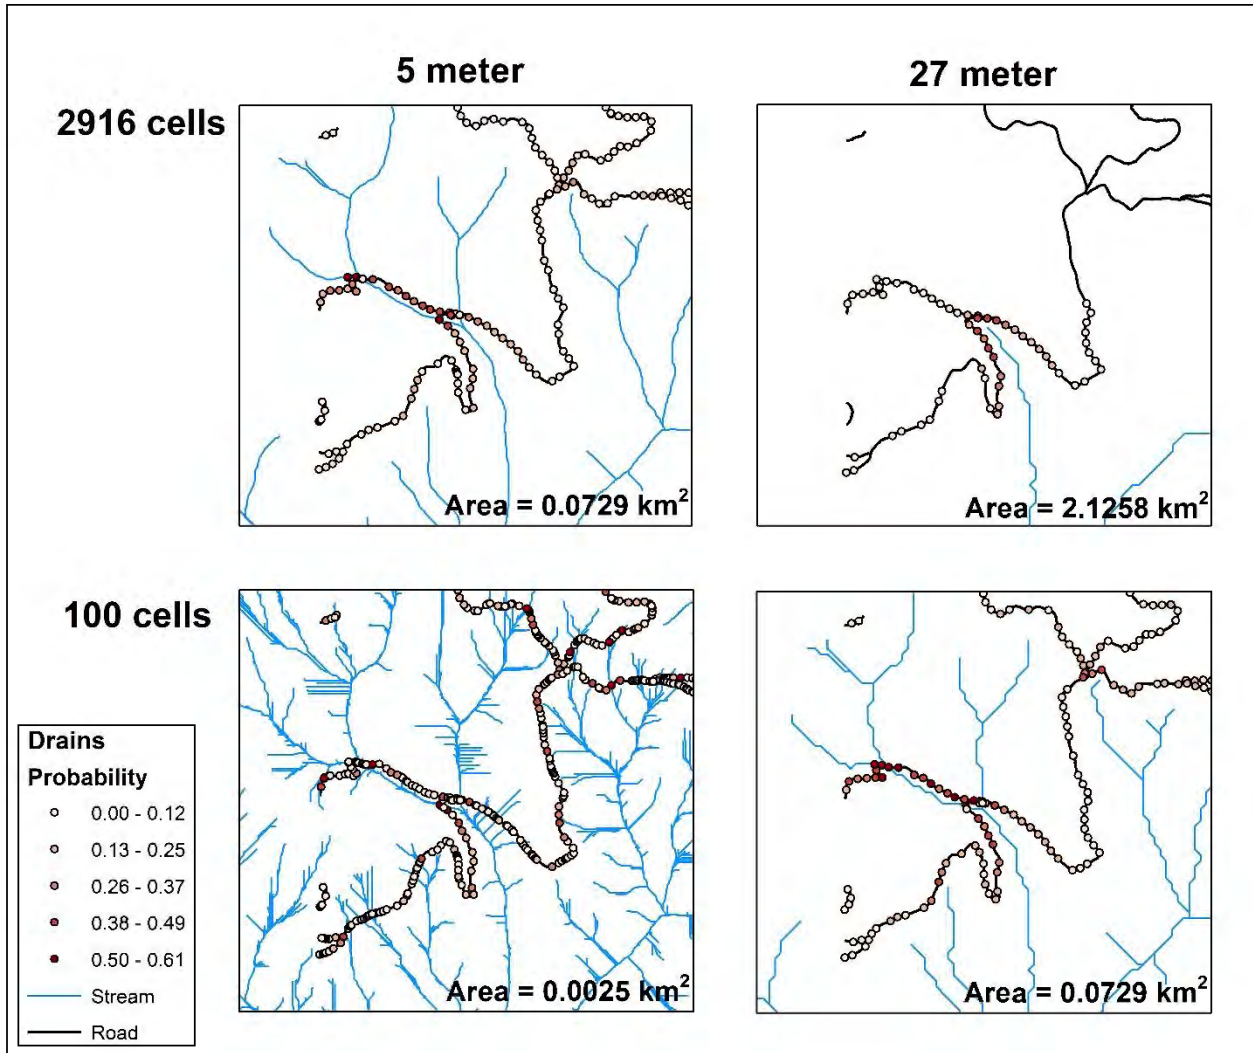 5 meter
27 meter
2916 cells
Area = 0.0729 km²
Area = 2.1258 km²
100 cells
Area = 0.0025 km²
Area = 0.0729 km²
Drains
Probability
0.00 - 0.12
0.13 - 0.25
0.26 - 0.37
0.38 - 0.49
0.50 - 0.61
Stream
Road